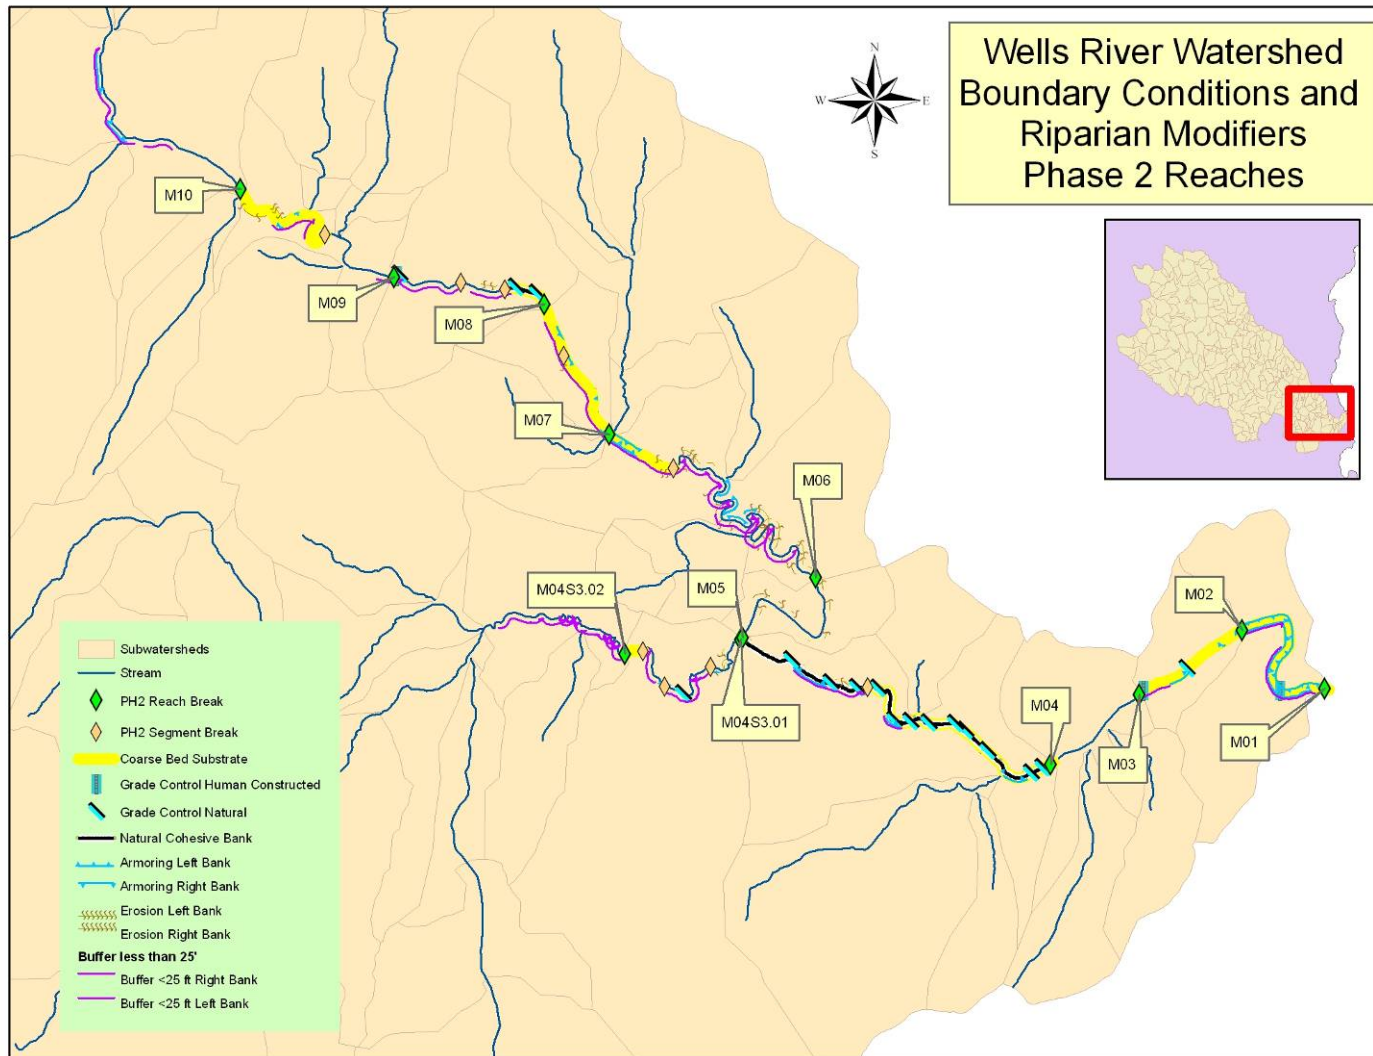 Wells River Watershed
Boundary Conditions and
Riparian Modifiers
Phase 2 Reaches
N
W
E
S
M10
M09
M08
M07
M06
M05
M04S3.02
M04S3.01
M04
M03
M02
M01
Subwatersheds
Stream
PH2 Reach Break
PH2 Segment Break
Coarse Bed Substrate
Grade Control Human Constructed
Grade Control Natural
Natural Cohesive Bank
Armoring Left Bank
Armoring Right Bank
Erosion Left Bank
Erosion Right Bank
Buffer less than 25'
Buffer <25 ft Right Bank
Buffer <25 ft Left Bank